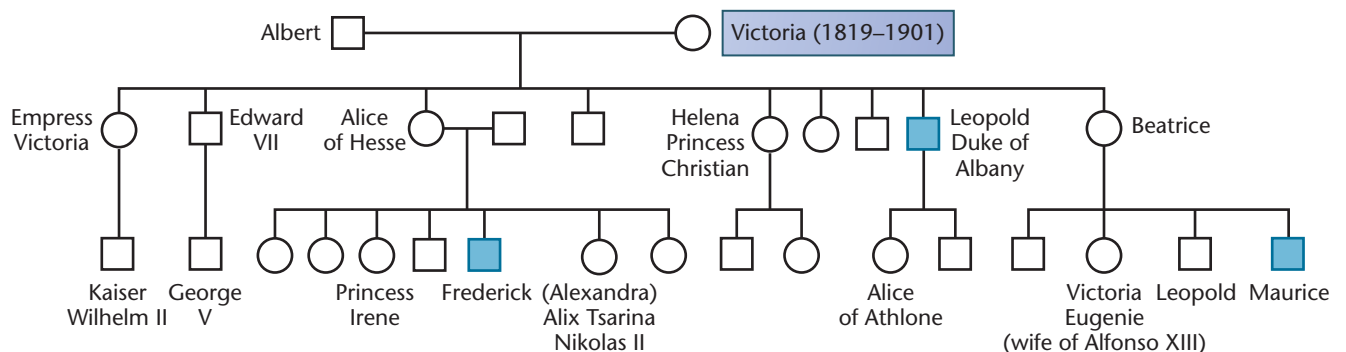 Albert
Victoria (1819–1901)
Empress
Victoria
Edward
VII
Alice
of Hesse
Helena
Princess
Christian
Leopold
Duke of
Albany
Beatrice
Kaiser
Wilhelm II
George
V
Princess
Irene
Frederick
(Alexandra)
Alix Tsarina
Nikolas II
Alice
of Athlone
Victoria
Eugenie
(wife of Alfonso XIII)
Leopold
Maurice